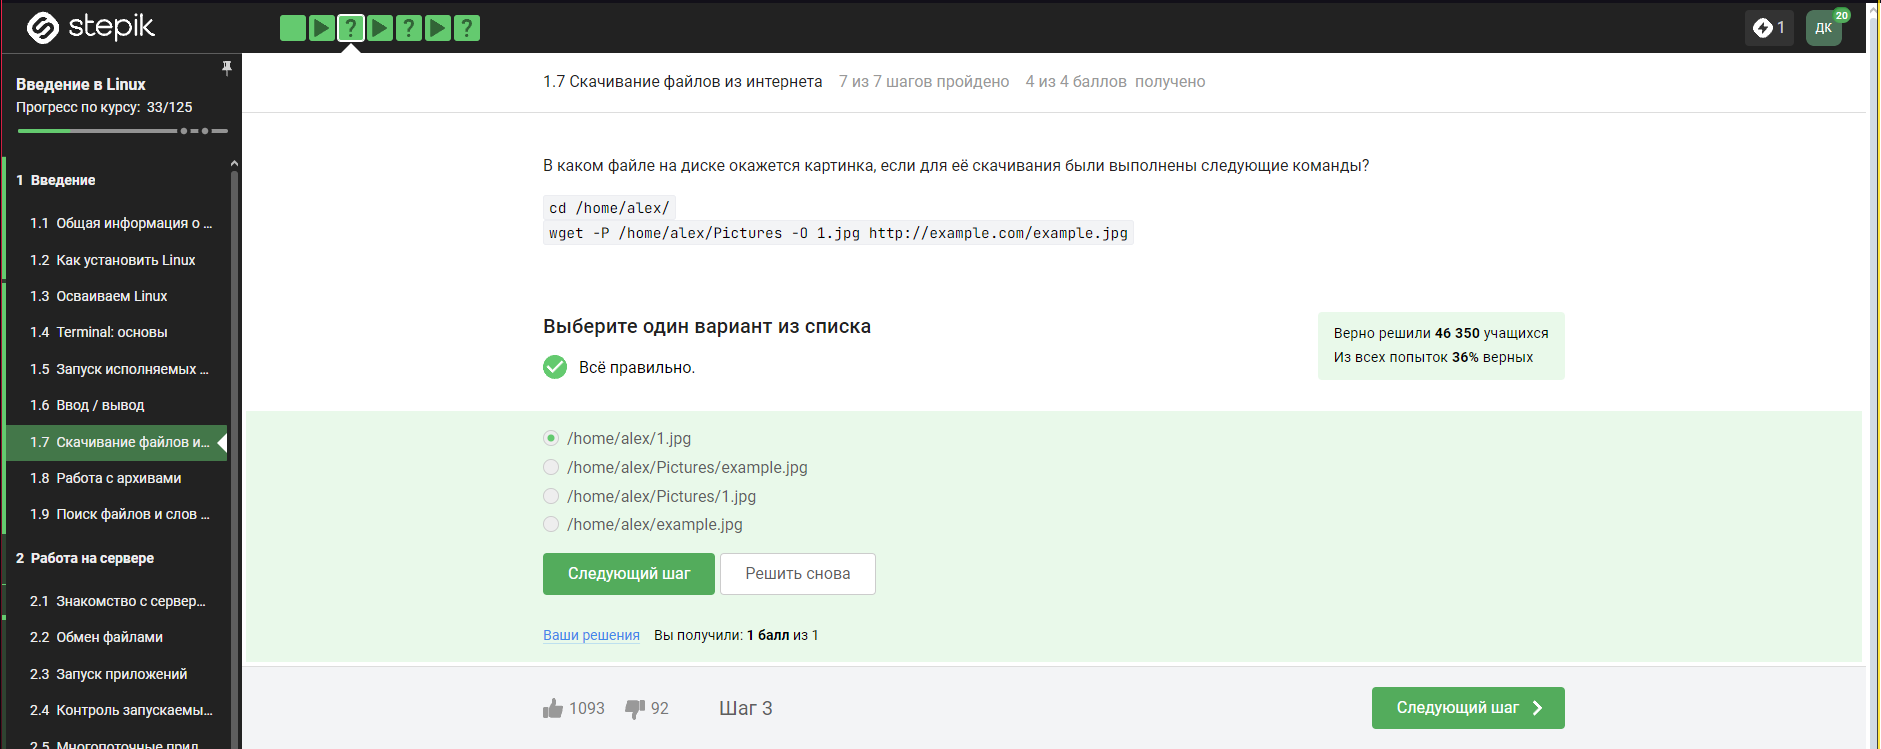 stepik
?
?
?
1
ДК
20
Введение в Linux
Прогресс по курсу: 33/125
1 Введение
1.1 Общая информация о ...
1.2 Как установить Linux
1.3 Осваиваем Linux
1.4 Terminal: основы
1.5 Запуск исполняемых ...
1.6 Ввод / вывод
1.7 Скачивание файлов и...
1.8 Работа с архивами
1.9 Поиск файлов и слов ...
2 Работа на сервере
2.1 Знакомство с сервер...
2.2 Обмен файлами
2.3 Запуск приложений
2.4 Контроль запускаемы...
2.5 Многопоточные прил...
1.7 Скачивание файлов из интернета 7 из 7 шагов пройдено 4 из 4 баллов получено
В каком файле на диске окажется картинка, если для её скачивания были выполнены следующие команды?
cd /home/alex/
wget -P /home/alex/Pictures -O 1.jpg http://example.com/example.jpg
Выберите один вариант из списка
Всё правильно.
Верно решили 46 350 учащихся
Из всех попыток 36% верных
/home/alex/1.jpg
/home/alex/Pictures/example.jpg
/home/alex/Pictures/1.jpg
/home/alex/example.jpg
Следующий шаг Решить снова
Ваши решения Вы получили: 1 балл из 1
1093 92 Шаг 3 Следующий шаг